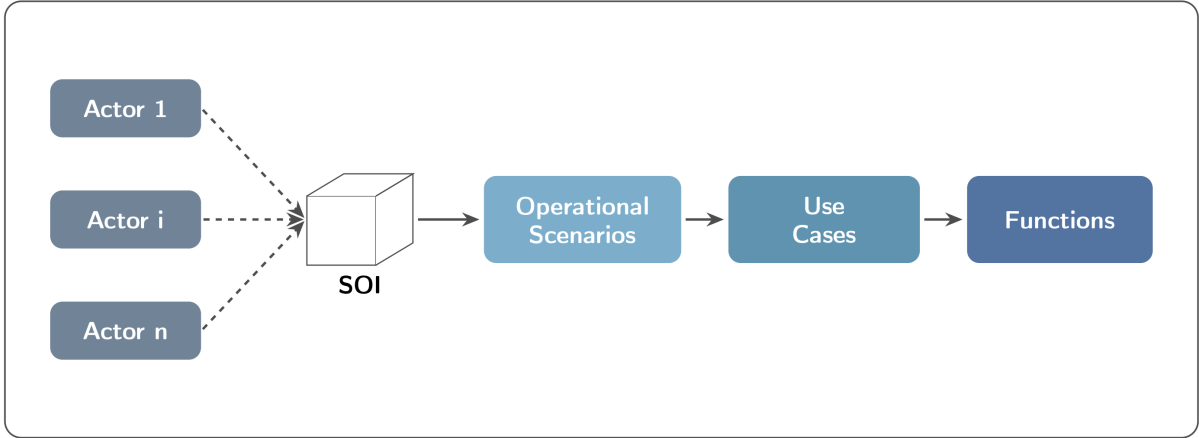 Actor 1
Actor i
Actor n
SOI
Operational
Scenarios
Use
Cases
Functions